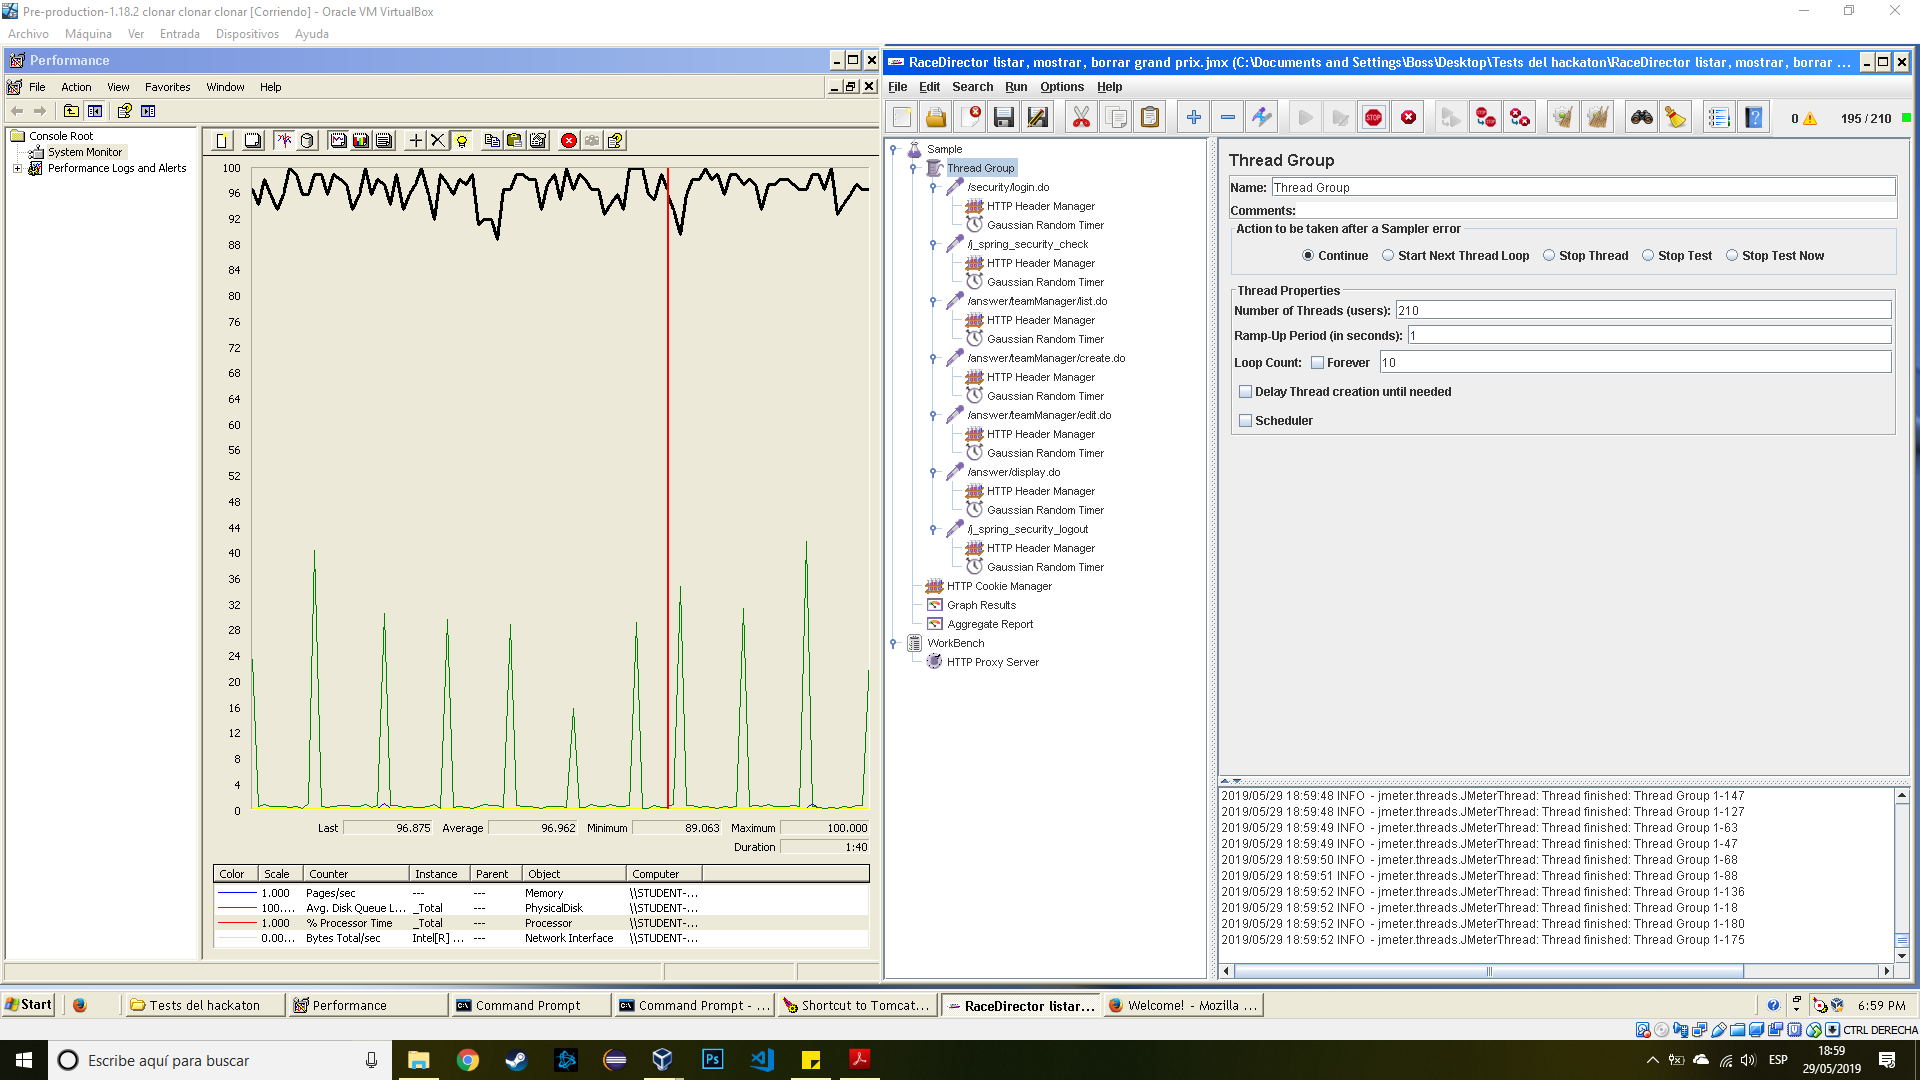 Pre-production-1.18.2 clonar clonar clonar [Corriendo] - Oracle VM VirtualBox
Archivo Máquina Ver Entrada Dispositivos Ayuda
Performance
File Action View Favorites Window Help
Console Root
System Monitor
Performance Logs and Alerts
100
96
92
88
84
80
76
72
68
64
60
56
52
48
44
40
36
32
28
24
20
16
12
8
4
0
Last 96.875 Average 96.962 Minimum 89.063 Maximum 100.000
Duration 1:40
Color Scale Counter Instance Parent Object Computer
1.000 Pages/sec --- --- Memory \\STUDENT-...
100.... Avg. Disk Queue L... _Total --- PhysicalDisk \\STUDENT-...
1.000 % Processor Time _Total --- Processor \\STUDENT-...
0.00... Bytes Total/sec Intel[R] ... --- Network Interface \\STUDENT-...
RaceDirector listar, mostrar, borrar grand prix.jmx (C:\Documents and Settings\Boss\Desktop\Tests del hackaton\RaceDirector listar, mostrar, borrar ...
File Edit Search Run Options Help
STOP
0 195 / 210
Sample
Thread Group
/security/login.do
HTTP Header Manager
Gaussian Random Timer
/j_spring_security_check
HTTP Header Manager
Gaussian Random Timer
/answer/teamManager/list.do
HTTP Header Manager
Gaussian Random Timer
/answer/teamManager/create.do
HTTP Header Manager
Gaussian Random Timer
/answer/teamManager/edit.do
HTTP Header Manager
Gaussian Random Timer
/answer/display.do
HTTP Header Manager
Gaussian Random Timer
/j_spring_security_logout
HTTP Header Manager
Gaussian Random Timer
HTTP Cookie Manager
Graph Results
Aggregate Report
WorkBench
HTTP Proxy Server
Thread Group
Name: Thread Group
Comments:
Action to be taken after a Sampler error
Continue Start Next Thread Loop Stop Thread Stop Test Stop Test Now
Thread Properties
Number of Threads (users): 210
Ramp-Up Period (in seconds): 1
Loop Count: Forever 10
Delay Thread creation until needed
Scheduler
2019/05/29 18:59:48 INFO - jmeter.threads.JMeterThread: Thread finished: Thread Group 1-147
2019/05/29 18:59:48 INFO - jmeter.threads.JMeterThread: Thread finished: Thread Group 1-127
2019/05/29 18:59:49 INFO - jmeter.threads.JMeterThread: Thread finished: Thread Group 1-63
2019/05/29 18:59:49 INFO - jmeter.threads.JMeterThread: Thread finished: Thread Group 1-47
2019/05/29 18:59:50 INFO - jmeter.threads.JMeterThread: Thread finished: Thread Group 1-68
2019/05/29 18:59:51 INFO - jmeter.threads.JMeterThread: Thread finished: Thread Group 1-88
2019/05/29 18:59:52 INFO - jmeter.threads.JMeterThread: Thread finished: Thread Group 1-136
2019/05/29 18:59:52 INFO - jmeter.threads.JMeterThread: Thread finished: Thread Group 1-18
2019/05/29 18:59:52 INFO - jmeter.threads.JMeterThread: Thread finished: Thread Group 1-180
2019/05/29 18:59:52 INFO - jmeter.threads.JMeterThread: Thread finished: Thread Group 1-175
Start Tests del hackaton Performance Command Prompt Command Prompt - ... Shortcut to Tomcat... RaceDirector listar... Welcome! - Mozilla ... 6:59 PM
CTRL DERECHA
Escribe aquí para buscar
Ps
ESP
18:59
29/05/2019